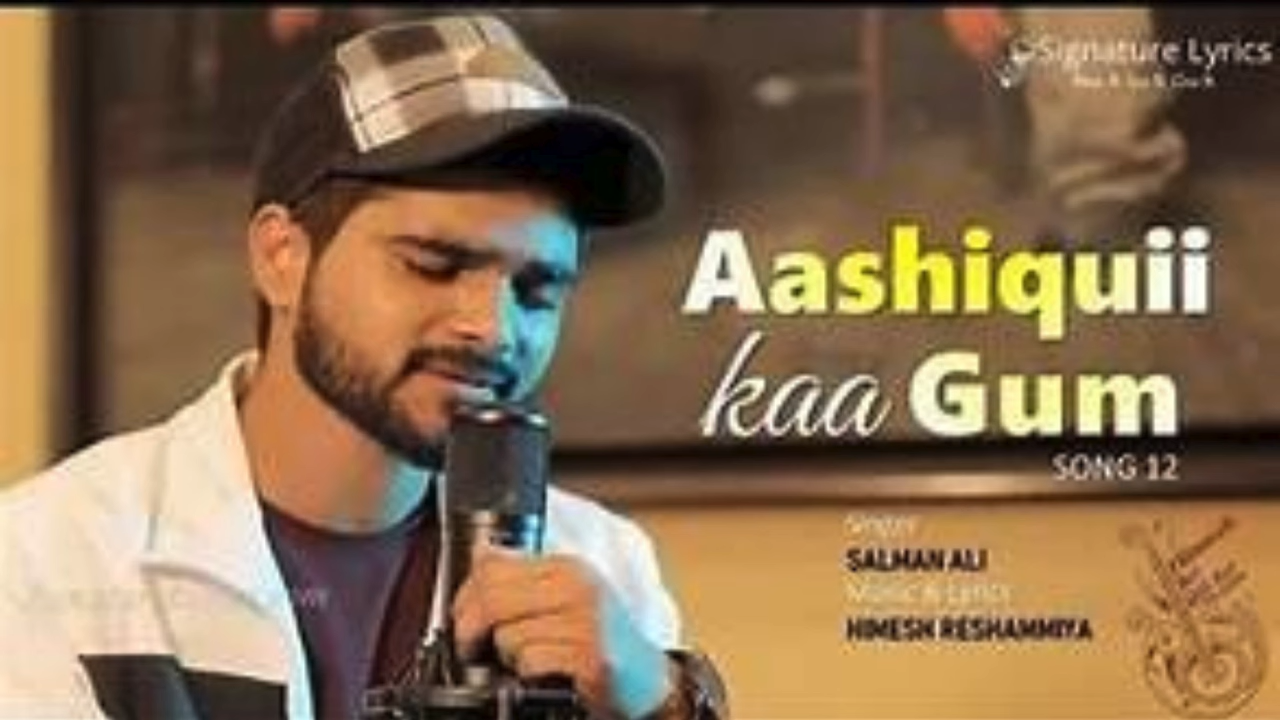 Signature Lyrics
Aashiquii
kaa Gum
SONG 12
Singer
SALMAN ALI
Music & Lyrics
HIMESH RESHAMMIYA